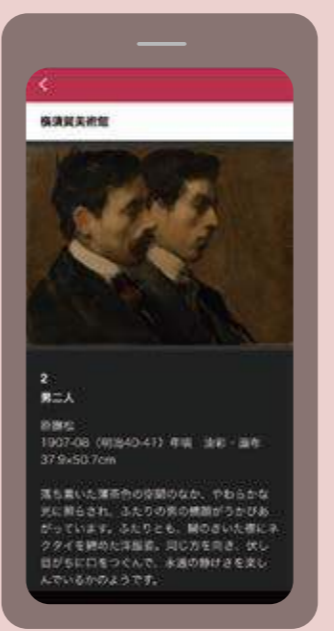 横須賀美術館
2
男二人
原勝郎
1907-08（明治40-41）年頃　油彩・画布
37.9×50.7cm
落ち着いた薄茶色の空間のなか、やわらかな
光に照らされ、ふたりの男の横顔がうかびあ
がっています。ふたりとも、襟のきいた襟にネ
クタイを締めた洋服姿。同じ方を向き、伏し
目がちに口をつぐんで、永遠の静けさを楽し
んでいるかのようです。